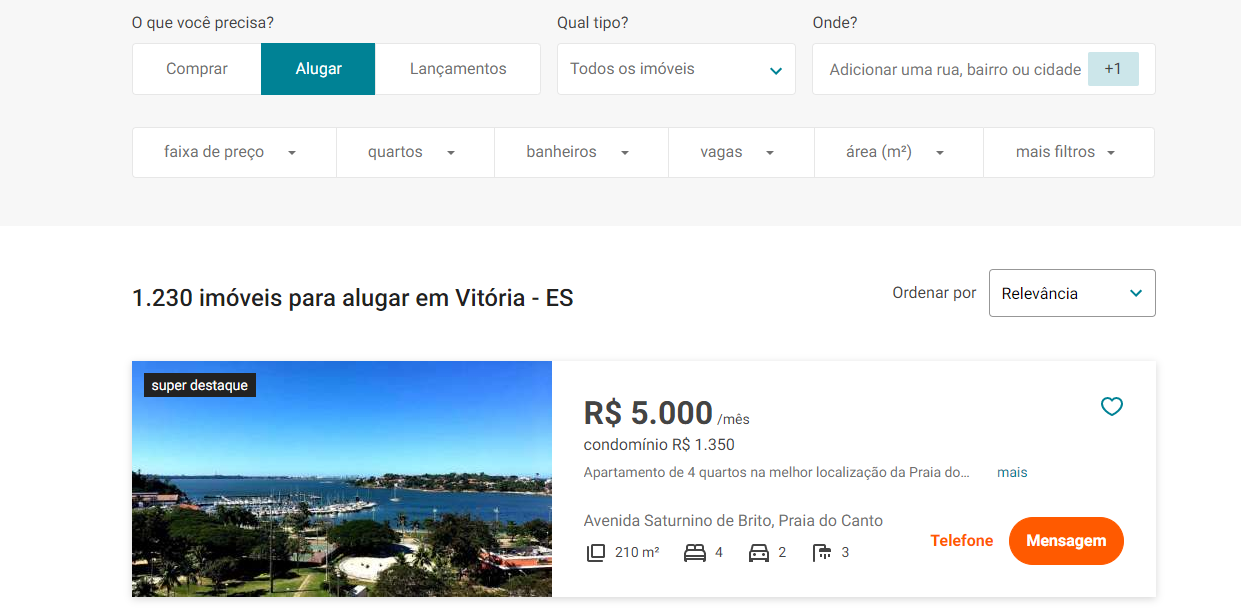 O que você precisa? Qual tipo? Onde?
Comprar Alugar Lançamentos Todos os imóveis Adicionar uma rua, bairro ou cidade +1
faixa de preço quartos banheiros vagas área (m²) mais filtros
1.230 imóveis para alugar em Vitória - ES Ordenar por Relevância
super destaque
R$ 5.000 /mês
condomínio R$ 1.350
Apartamento de 4 quartos na melhor localização da Praia do... mais
Avenida Saturnino de Brito, Praia do Canto
210 m² 4 2 3 Telefone Mensagem